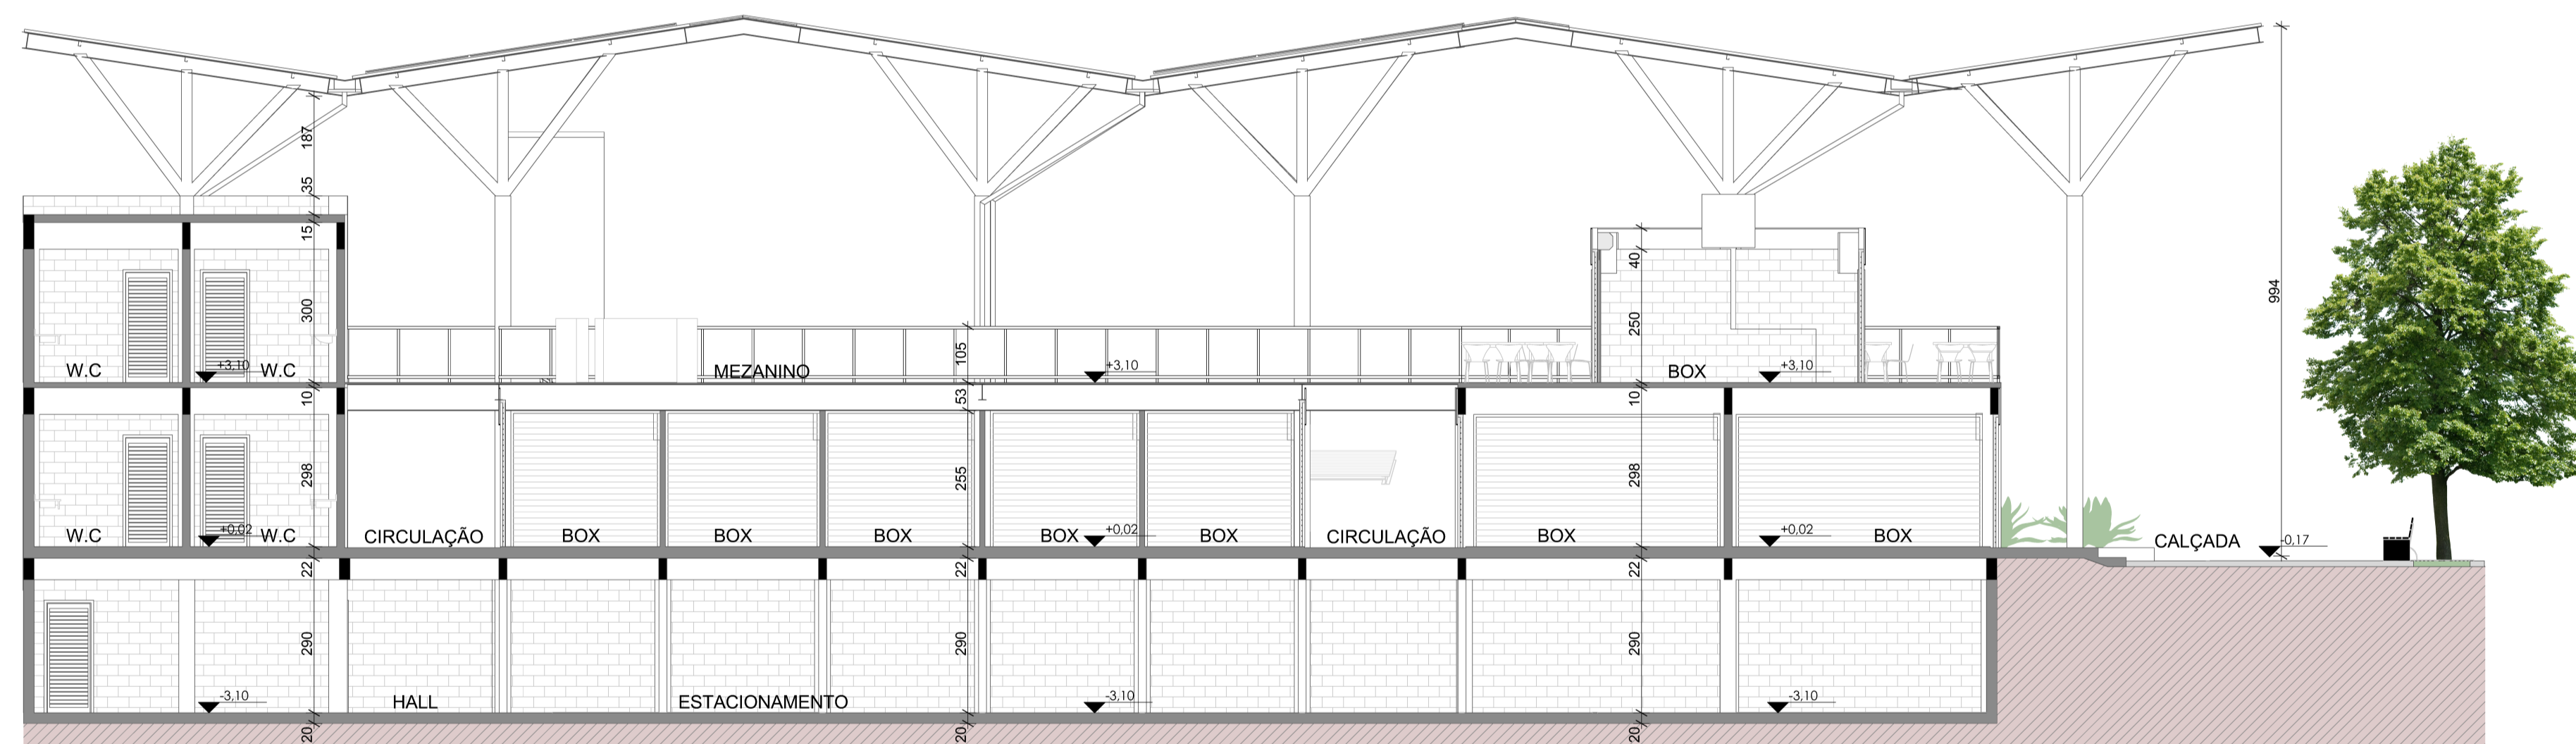 187
35
15
300
994
40
250
105
W.C
+3,10
W.C
MEZANINO
+3,10
BOX
+3,10
10
53
10
298
255
298
W.C
+0,02
W.C
CIRCULAÇÃO
BOX
BOX
BOX
BOX
+0,02
BOX
CIRCULAÇÃO
BOX
+0,02
BOX
CALÇADA
-0,17
22
22
22
290
290
290
-3,10
HALL
ESTACIONAMENTO
-3,10
-3,10
20
20
20